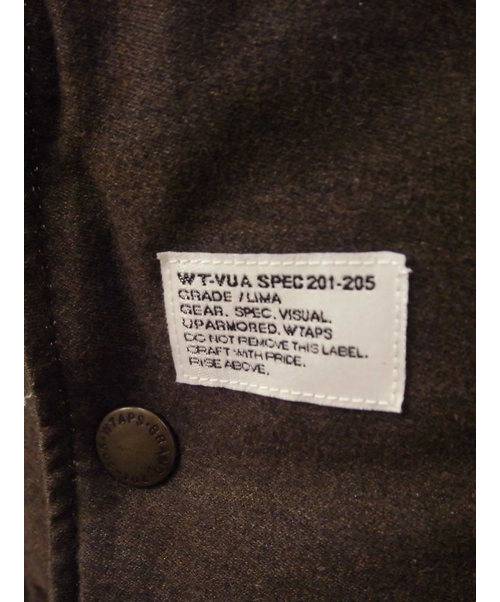 WT-VUA SPEC 201-205
GRADE / LIMA
GEAR. SPEC. VISUAL.
UPARMORED. WTAPS
DO NOT REMOVE THIS LABEL.
CRAFT WITH PRIDE.
RISE ABOVE.
WTAPS